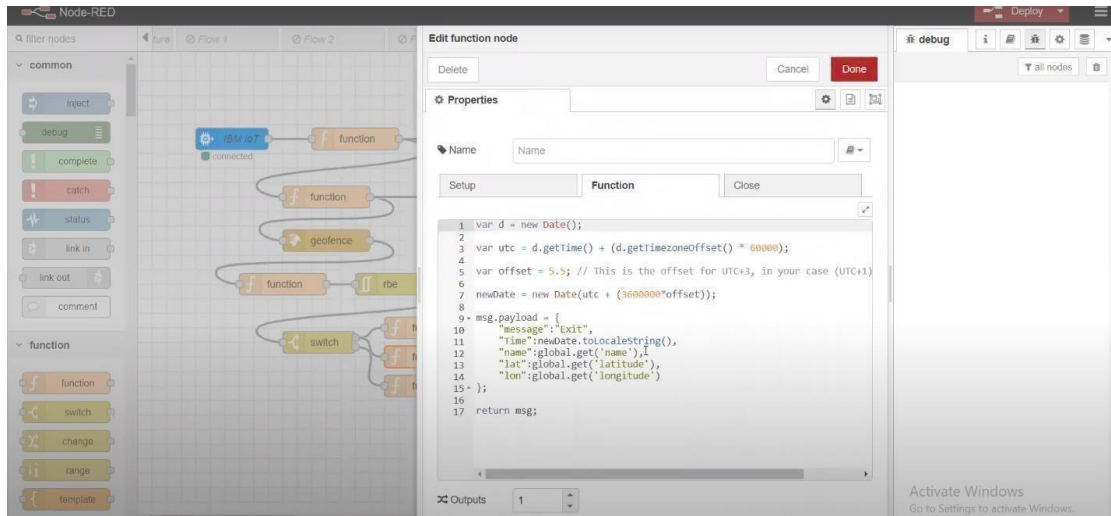 Node-RED
Deploy
filter nodes
Flow 1
Flow 2
common
inject
debug
complete
catch
status
link in
link out
comment
function
function
switch
change
range
template
IBM IoT
connected
function
function
geofence
function
rbe
switch
Edit function node
Delete
Cancel
Done
Properties
Name
Name
Setup
Function
Close
1 var d = new Date();
2
3 var utc = d.getTime() + (d.getTimezoneOffset() * 60000);
4
5 var offset = 5.5; // This is the offset for UTC+3, in your case (UTC+1)
6
7 newDate = new Date(utc + (3600000*offset));
8
9 msg.payload = {
10 "message":"Exit",
11 "Time":newDate.toLocaleString(),
12 "name":global.get('name'),
13 "lat":global.get('latitude'),
14 "lon":global.get('longitude')
15 };
16
17 return msg;
Outputs
1
debug
i
all nodes
Activate Windows
Go to Settings to activate Windows.